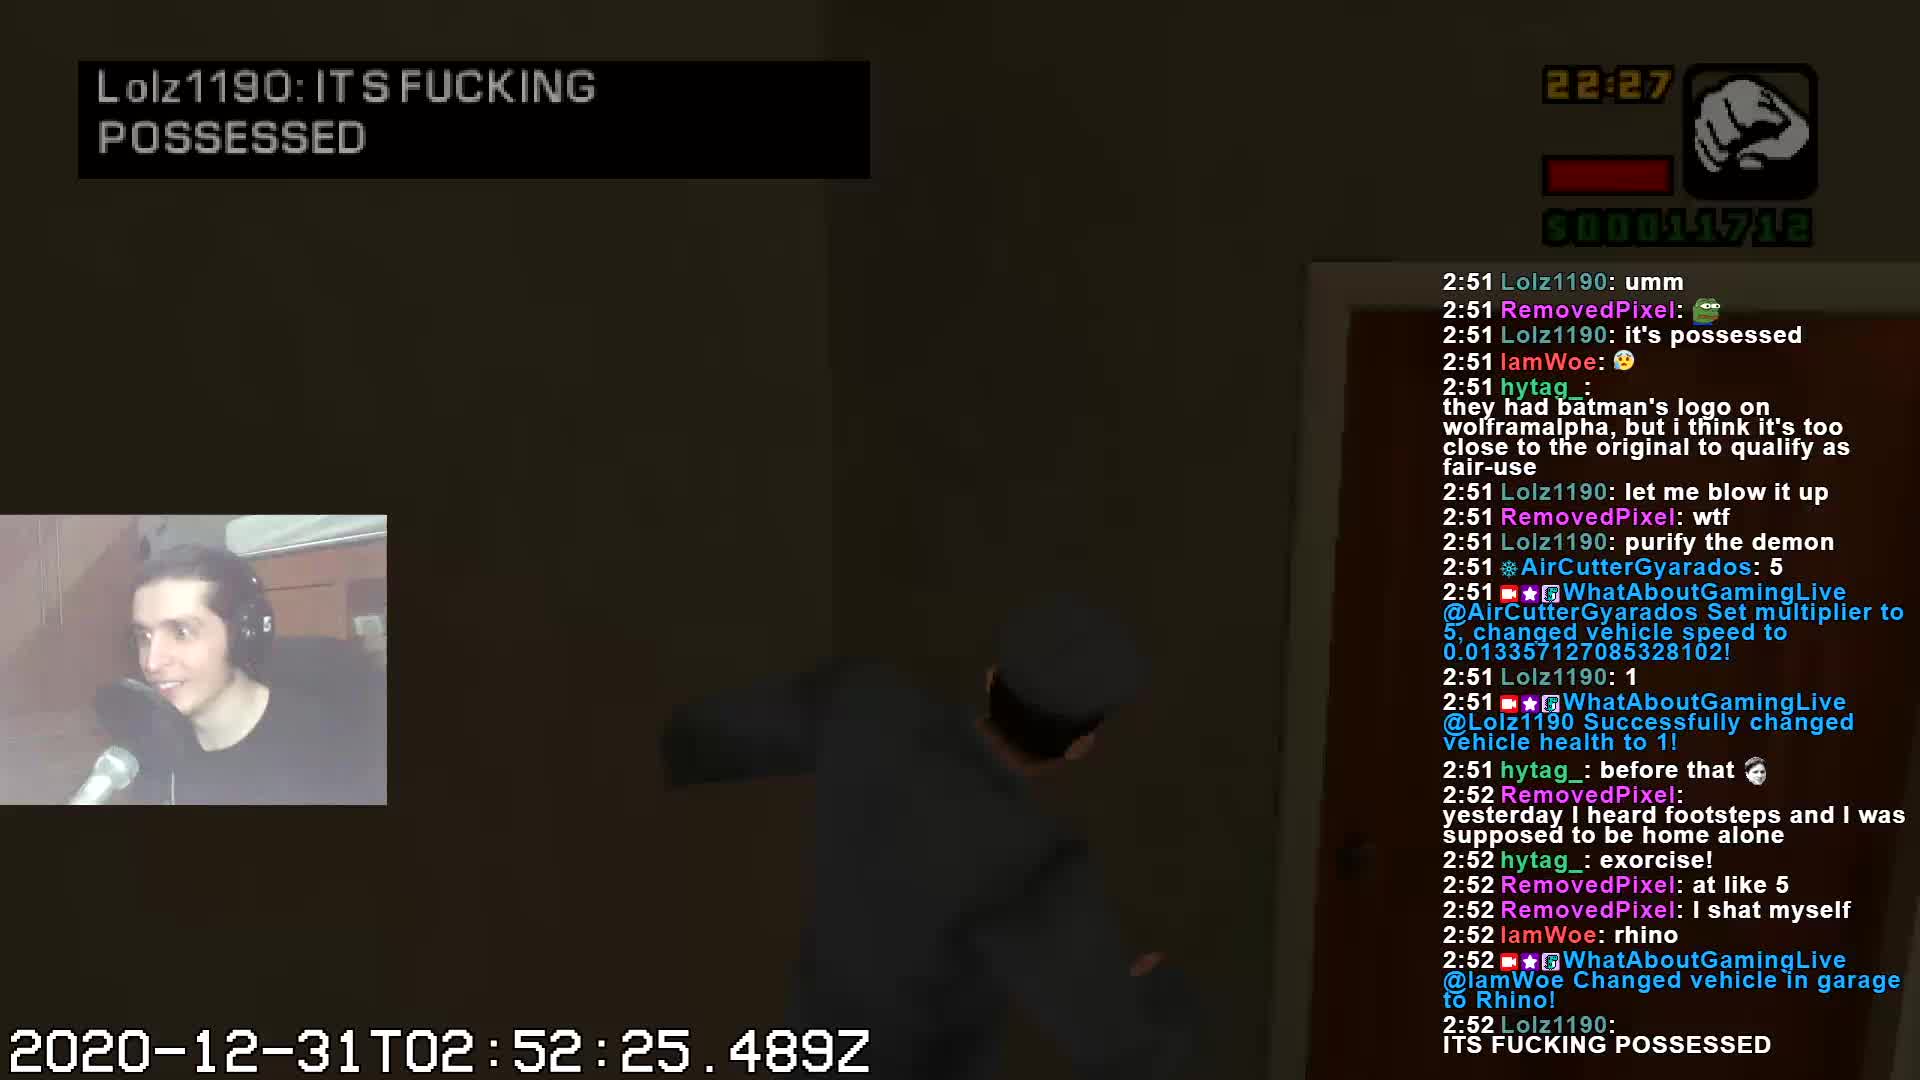 Lolz1190: ITS FUCKING
POSSESSED
22:27
$00011712
2:51 Lolz1190: umm
2:51 RemovedPixel:
2:51 Lolz1190: it's possessed
2:51 IamWoe:
2:51 hytag_:
they had batman's logo on
wolframalpha, but i think it's too
close to the original to qualify as
fair-use
2:51 Lolz1190: let me blow it up
2:51 RemovedPixel: wtf
2:51 Lolz1190: purify the demon
2:51 AirCutterGyarados: 5
2:51 WhatAboutGamingLive
@AirCutterGyarados Set multiplier to
5, changed vehicle speed to
0.013357127085328102!
2:51 Lolz1190: 1
2:51 WhatAboutGamingLive
@Lolz1190 Successfully changed
vehicle health to 1!
2:51 hytag_: before that
2:52 RemovedPixel:
yesterday I heard footsteps and I was
supposed to be home alone
2:52 hytag_: exorcise!
2:52 RemovedPixel: at like 5
2:52 RemovedPixel: I shat myself
2:52 IamWoe: rhino
2:52 WhatAboutGamingLive
@IamWoe Changed vehicle in garage
to Rhino!
2:52 Lolz1190:
ITS FUCKING POSSESSED
2020-12-31T02:52:25.489Z